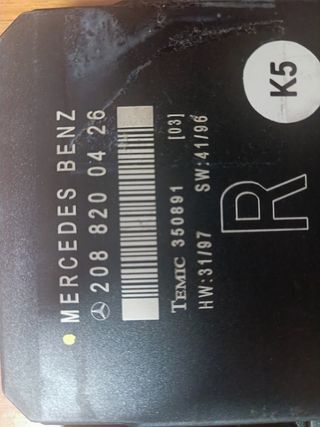 MERCEDES BENZ
208 820 04 26
TEMIC 350891 [03]
HW:31/97 SW:41/96
R
K5